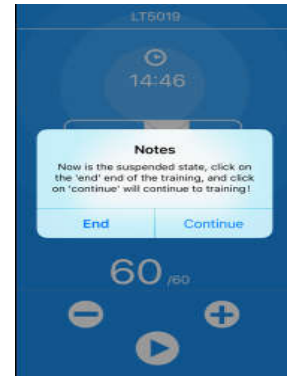 LT5019
14:46
Notes
Now is the suspended state, click on
the 'end' end of the training, and click
on 'continue' will continue to training!
End Continue
60 /60